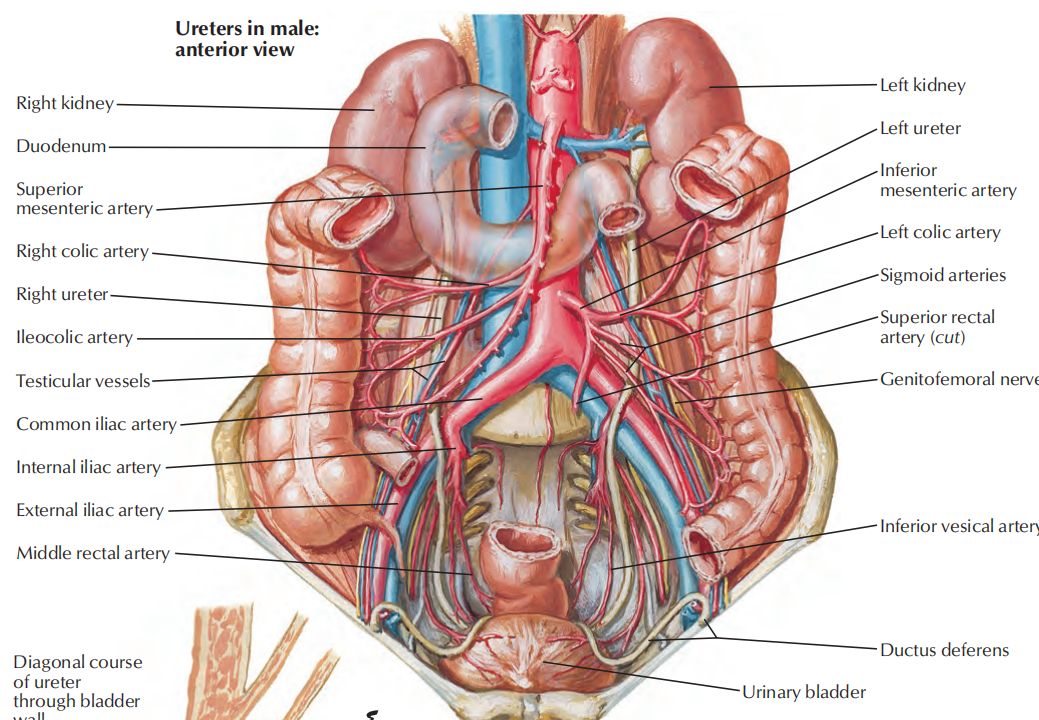 Ureters in male:
anterior view
Right kidney
Duodenum
Superior
mesenteric artery
Right colic artery
Right ureter
Ileocolic artery
Testicular vessels
Common iliac artery
Internal iliac artery
External iliac artery
Middle rectal artery
Left kidney
Left ureter
Inferior
mesenteric artery
Left colic artery
Sigmoid arteries
Superior rectal
artery (cut)
Genitofemoral nerve
Inferior vesical artery
Ductus deferens
Urinary bladder
Diagonal course
of ureter
through bladder
wall